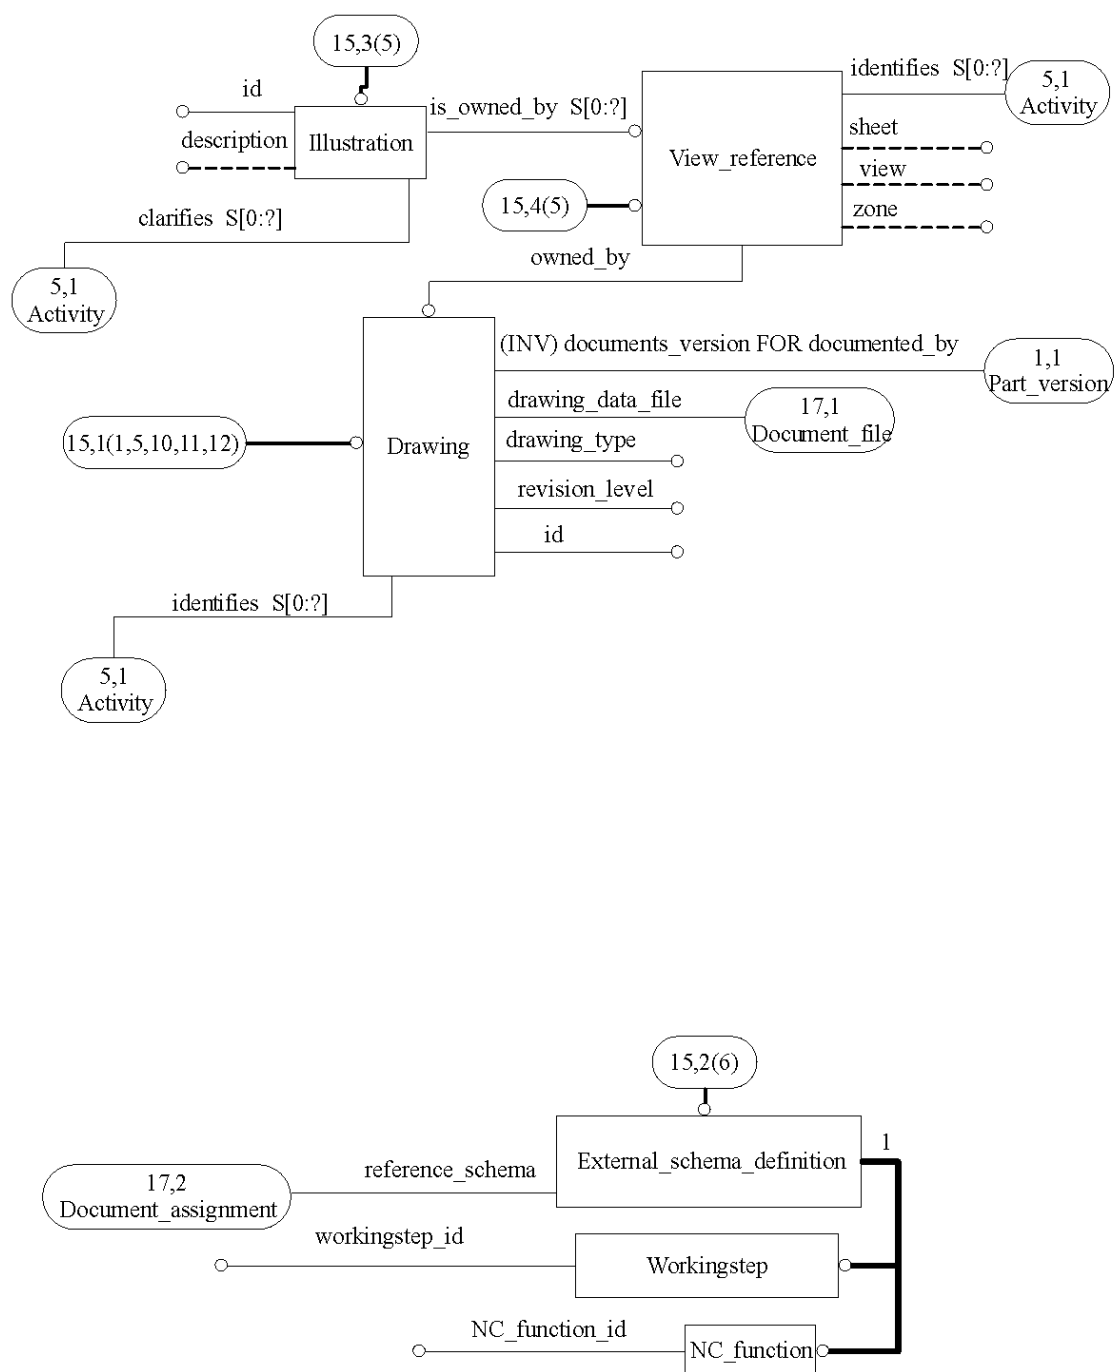 15,3(5)
id
description
Illustration
is_owned_by S[0:?]
identifies S[0:?]
5,1
Activity
sheet
View_reference
view
zone
15,4(5)
clarifies S[0:?]
5,1
Activity
owned_by
(INV) documents_version FOR documented_by
1,1
Part_version
drawing_data_file
17,1
Document_file
15,1(1,5,10,11,12)
Drawing
drawing_type
revision_level
id
identifies S[0:?]
5,1
Activity
15,2(6)
External_schema_definition
1
reference_schema
17,2
Document_assignment
workingstep_id
Workingstep
NC_function_id
NC_function